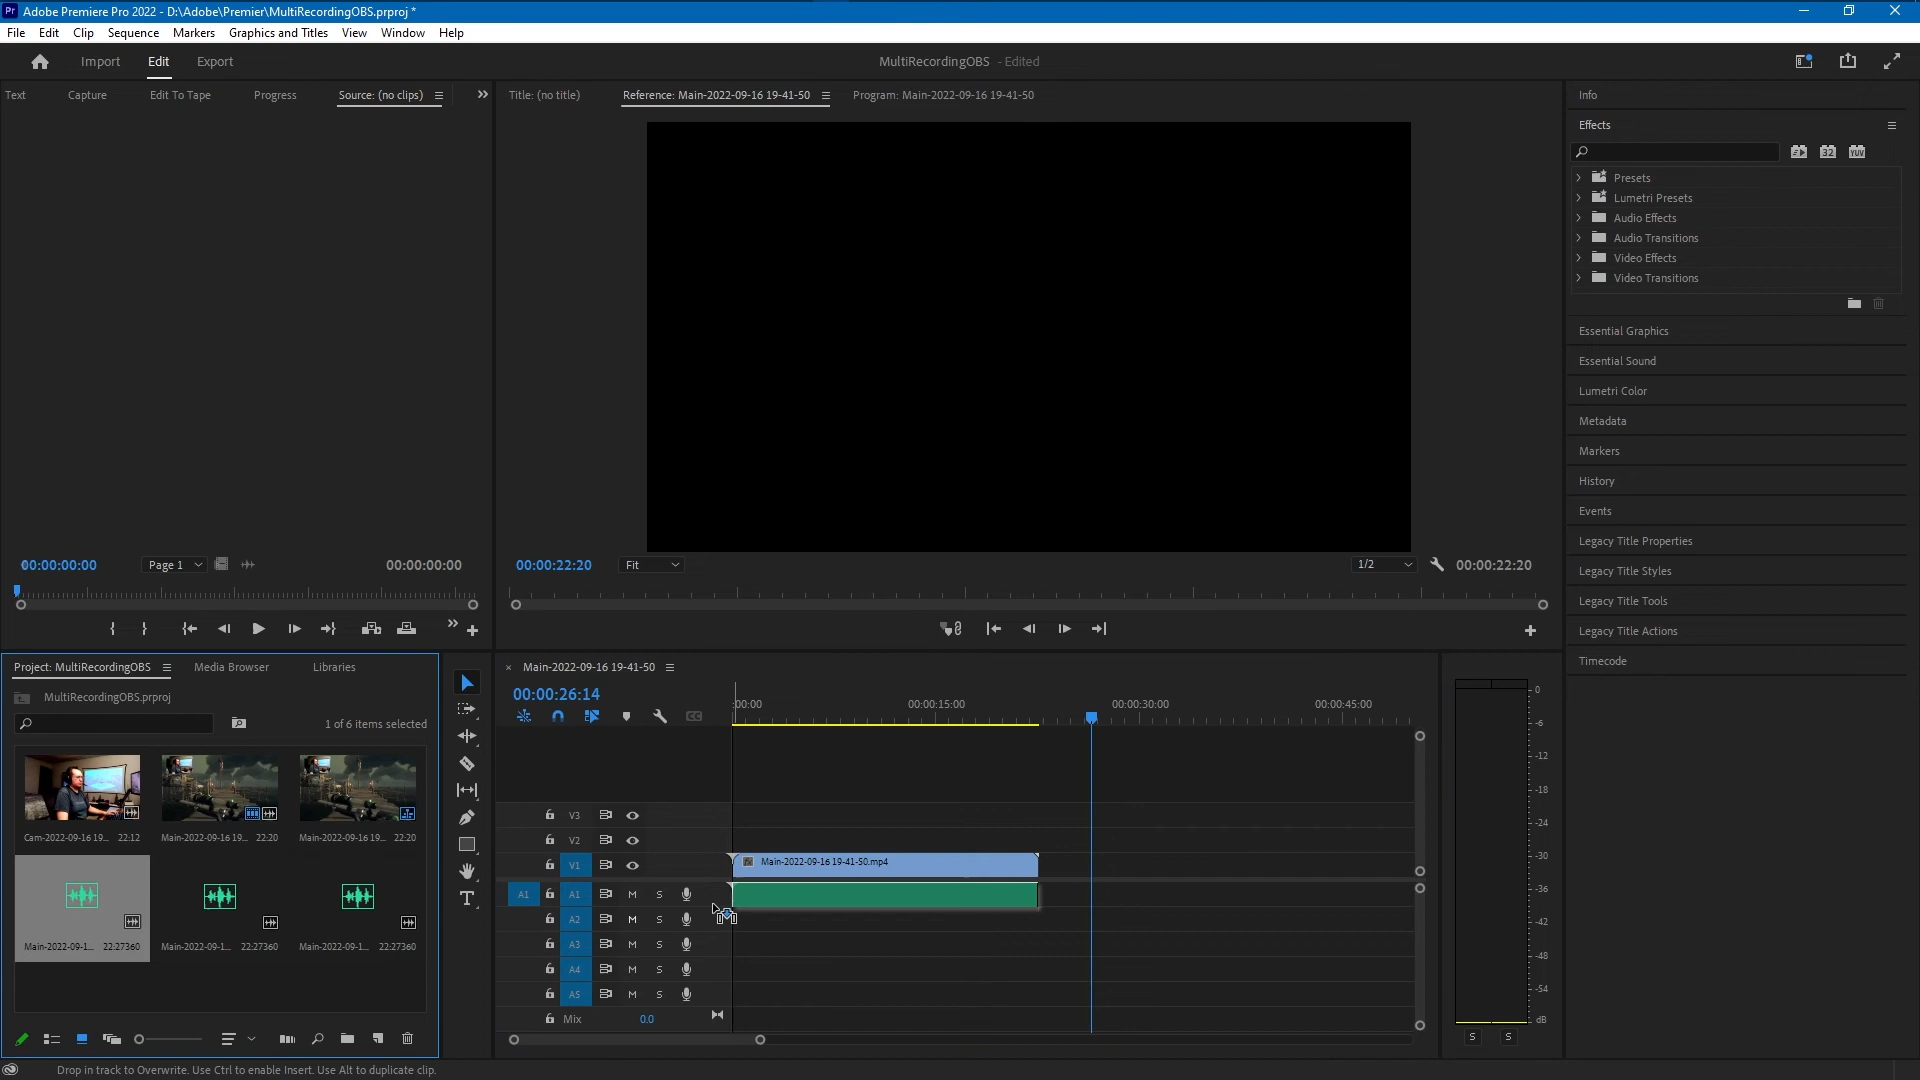 Pr Adobe Premiere Pro 2022 - D:\Adobe\Premier\MultiRecordingOBS.prproj *
File Edit Clip Sequence Markers Graphics and Titles View Window Help
Import Edit Export
MultiRecordingOBS - Edited
Text Capture Edit To Tape Progress Source: (no clips)
Title: (no title) Reference: Main-2022-09-16 19-41-50 Program: Main-2022-09-16 19-41-50
Info
Effects
32 YUV
Presets
Lumetri Presets
Audio Effects
Audio Transitions
Video Effects
Video Transitions
Essential Graphics
Essential Sound
Lumetri Color
Metadata
Markers
History
Events
Legacy Title Properties
Legacy Title Styles
Legacy Title Tools
Legacy Title Actions
Timecode
00:00:00:00 Page 1 00:00:00:00
00:00:22:20 Fit 1/2 00:00:22:20
Project: MultiRecordingOBS Media Browser Libraries
MultiRecordingOBS.prproj
1 of 6 items selected
Cam-2022-09-16 19... 22:12
Main-2022-09-16 19... 22:20
Main-2022-09-16 19... 22:20
Main-2022-09-1... 22:27360
Main-2022-09-1... 22:27360
Main-2022-09-1... 22:27360
× Main-2022-09-16 19-41-50
00:00:26:14
CC
:00:00 00:00:15:00 00:00:30:00 00:00:45:00
V3
V2
V1 fx Main-2022-09-16 19-41-50.mp4
A1 A1 M S
A2 M S
A3 M S
A4 M S
A5 M S
Mix 0.0
0
-6
-12
-18
-24
-30
-36
-42
-48
-54
dB
S S
Drop in track to Overwrite. Use Ctrl to enable Insert. Use Alt to duplicate clip.